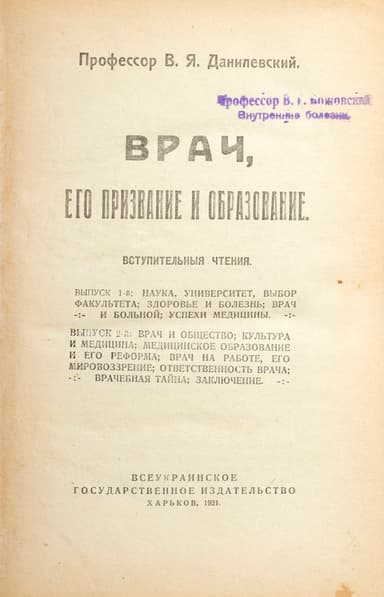 Профессор В. Я. Данилевский.
Профессор В. Г. Божовский
Внутренние болезни.
ВРАЧ,
ЕГО ПРИЗВАНИЕ И ОБРАЗОВАНИЕ.
ВСТУПИТЕЛЬНЫЯ ЧТЕНИЯ.
ВЫПУСК 1-й: НАУКА, УНИВЕРСИТЕТ, ВЫБОР
ФАКУЛЬТЕТА; ЗДОРОВЬЕ И БОЛЕЗНЬ; ВРАЧ
-:- И БОЛЬНОЙ; УСПЕХИ МЕДИЦИНЫ. -:-
ВЫПУСК 2-й: ВРАЧ И ОБЩЕСТВО; КУЛЬТУРА
И МЕДИЦИНА; МЕДИЦИНСКОЕ ОБРАЗОВАНИЕ
И ЕГО РЕФОРМА; ВРАЧ НА РАБОТЕ, ЕГО
МИРОВОЗЗРЕНИЕ; ОТВЕТСТВЕННОСТЬ ВРАЧА;
-:- ВРАЧЕБНАЯ ТАЙНА; ЗАКЛЮЧЕНИЕ. -:-
ВСЕУКРАИНСКОЕ
ГОСУДАРСТВЕННОЕ ИЗДАТЕЛЬСТВО
ХАРЬКОВ, 1921.